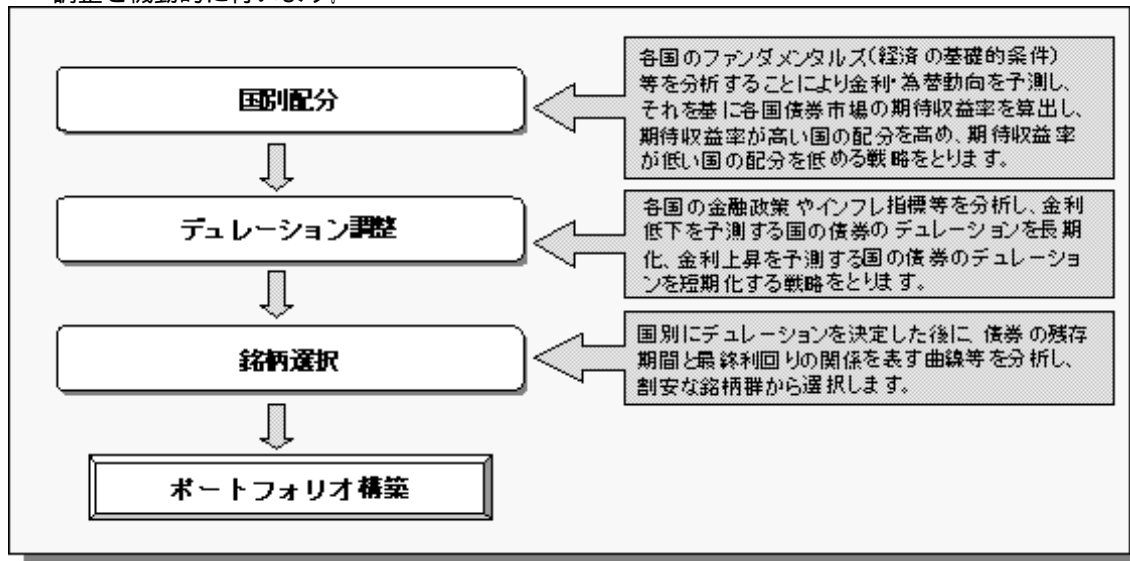 調整を機動的に行います。
国別配分
各国のファンダメンタルズ(経済の基礎的条件)
等を分析することにより金利・為替動向を予測し、
それを基に各国債券市場の期待収益率を算出し、
期待収益率が高い国の配分を高め、期待収益率
が低い国の配分を低める戦略をとります。
デュレーション調整
各国の金融政策やインフレ指標等を分析し、金利
低下を予測する国の債券のデュレーションを長期
化、金利上昇を予測する国の債券のデュレーショ
ンを短期化する戦略をとります。
銘柄選択
国別にデュレーションを決定した後に、債券の残存
期間と最終利回りの関係を表す曲線等を分析し、
割安な銘柄群から選択します。
ポートフォリオ構築